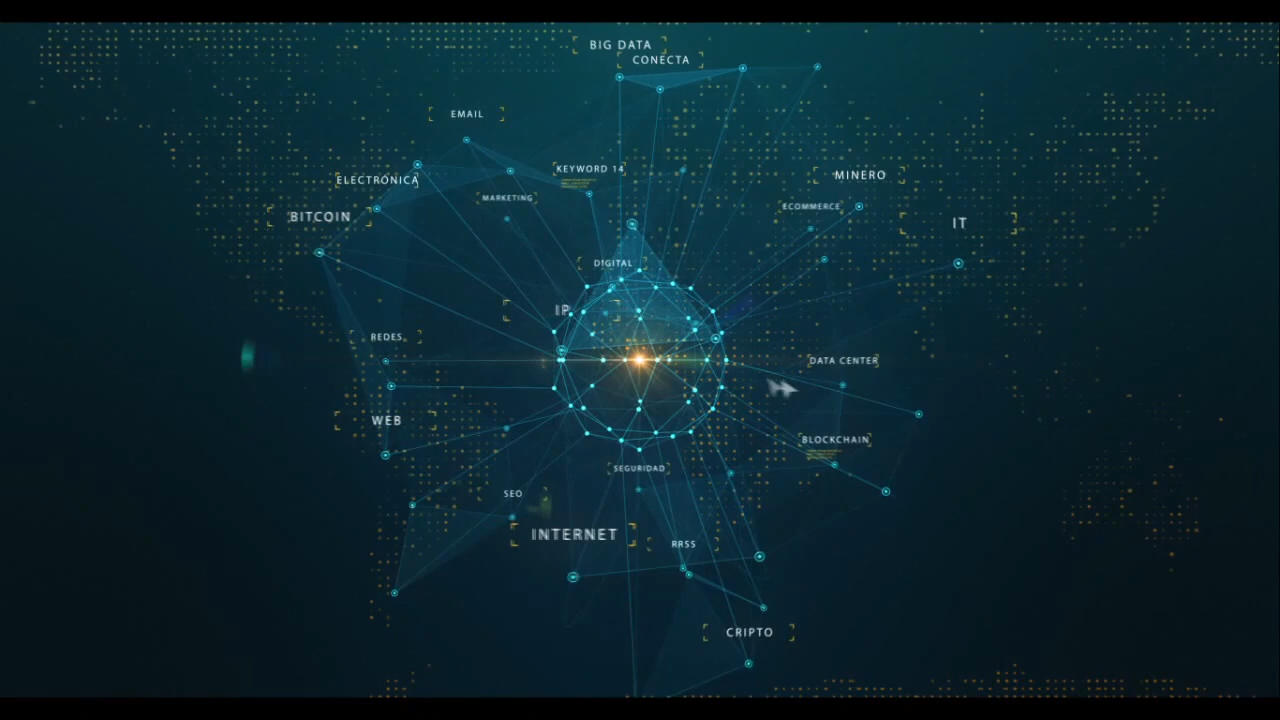 BIG DATA
CONECTA
EMAIL
KEYWORD 14
ELECTRONICA
MINERO
MARKETING
ECOMMERCE
BITCOIN
IT
DIGITAL
IP
REDES
DATA CENTER
WEB
BLOCKCHAIN
SEGURIDAD
SEO
INTERNET
RRSS
CRIPTO